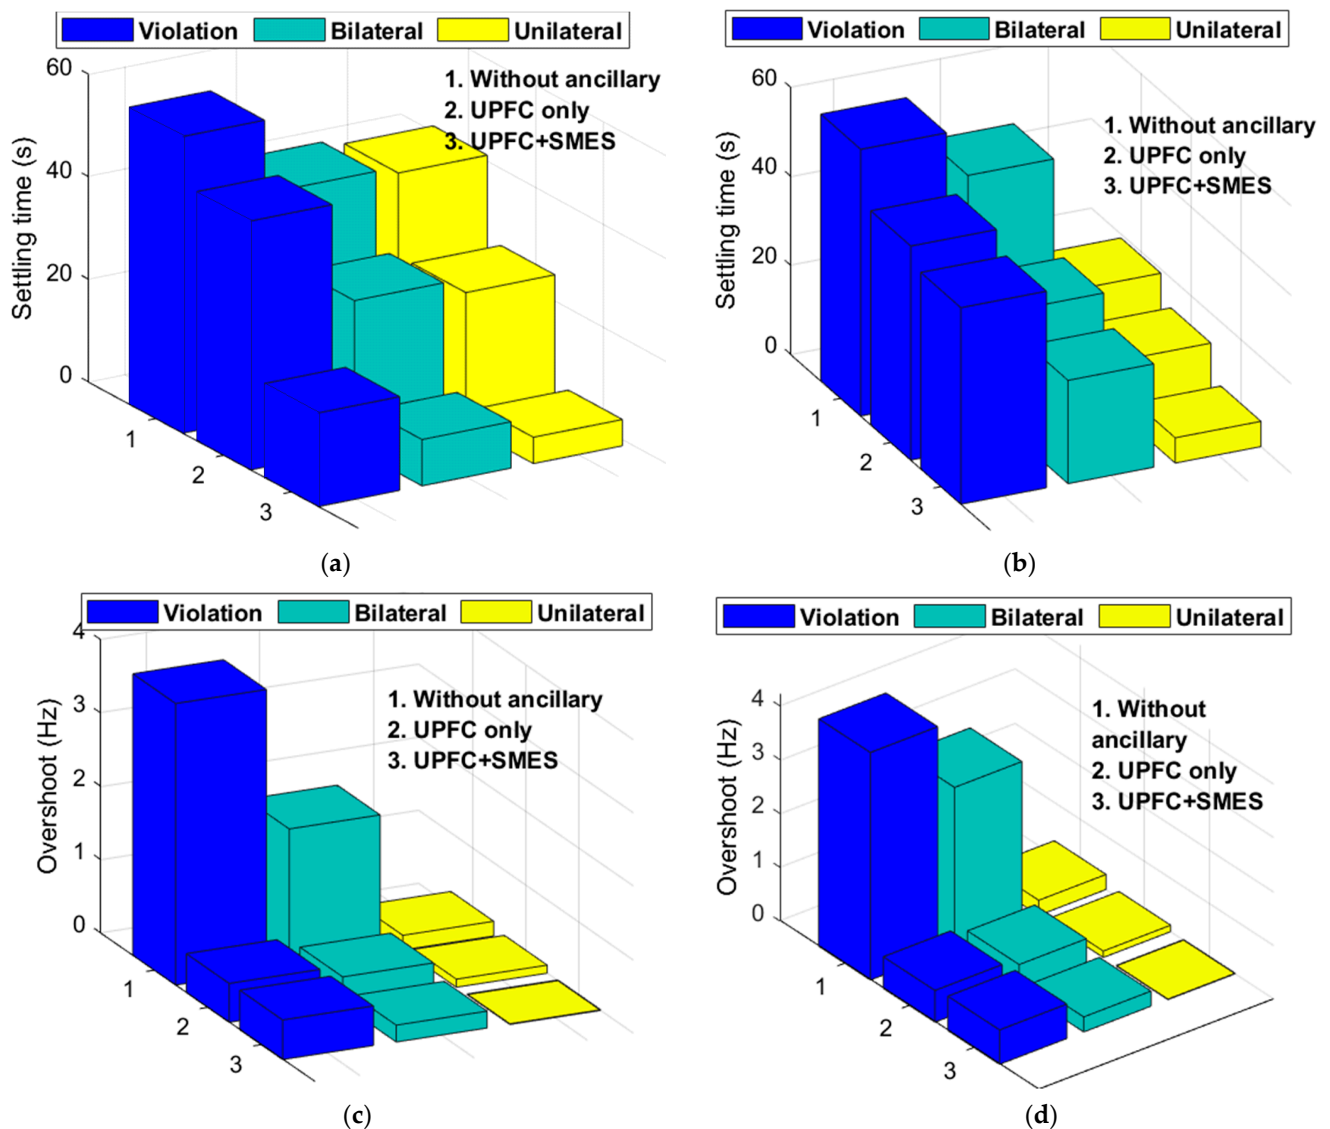 Violation Bilateral Unilateral
60
40
20
0
Settling time (s)
1. Without ancillary
2. UPFC only
3. UPFC+SMES
1
2
3
(a)
Violation Bilateral Unilateral
60
40
20
0
Settling time (s)
1. Without ancillary
2. UPFC only
3. UPFC+SMES
1
2
3
(b)
Violation Bilateral Unilateral
4
3
2
1
0
Overshoot (Hz)
1. Without ancillary
2. UPFC only
3. UPFC+SMES
1
2
3
(c)
Violation Bilateral Unilateral
4
3
2
1
0
Overshoot (Hz)
1. Without
ancillary
2. UPFC only
3. UPFC+SMES
1
2
3
(d)